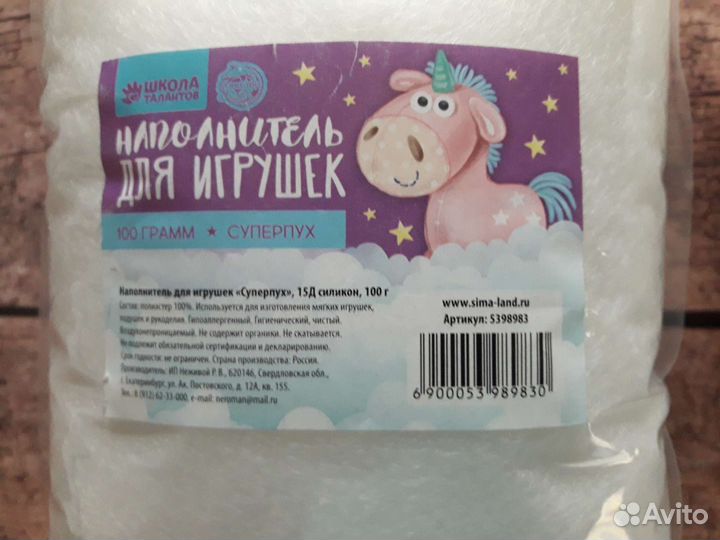 ШКОЛА
ТАЛАНТОВ
НАПОЛНИТЕЛЬ
ДЛЯ ИГРУШЕК
100 ГРАММ ★ СУПЕРПУХ
Наполнитель для игрушек «Суперпух», 15Д силикон, 100 г
Состав: полиэстер 100%. Используется для изготовления мягких игрушек,
подушек и рукоделия. Гипоаллергенный. Гигиенический, чистый.
Воздухонепроницаемый. Не содержит органики. Не скатывается.
Не подлежит обязательной сертификации и декларированию.
Срок годности: не ограничен. Страна производства: Россия.
Производитель: ИП Неживой Р. В., 620146, Свердловская обл.,
г. Екатеринбург, ул. Ак. Постовского, д. 12А, кв. 155.
Тел.: 8 (912) 62-33-000, e-mail: neroman@mail.ru
www.sima-land.ru
Артикул: 5398983
6 900053 989830
Avito